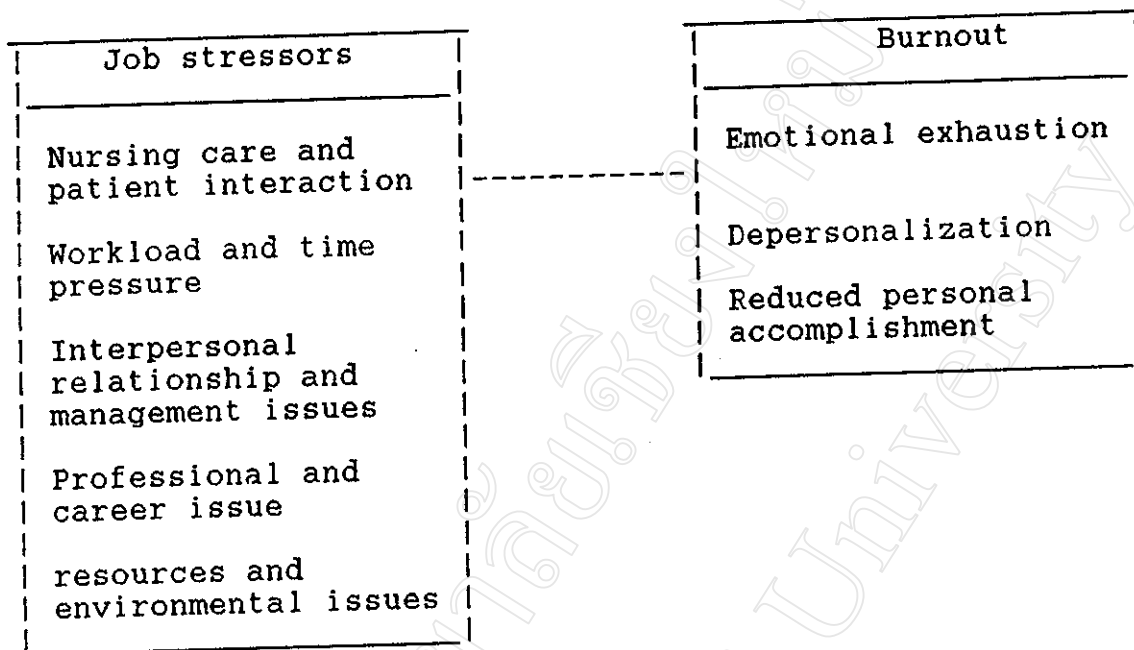 Job stressors
Nursing care and
patient interaction
Workload and time
pressure
Interpersonal
relationship and
management issues
Professional and
career issue
resources and
environmental issues
Burnout
Emotional exhaustion
Depersonalization
Reduced personal
accomplishment
University